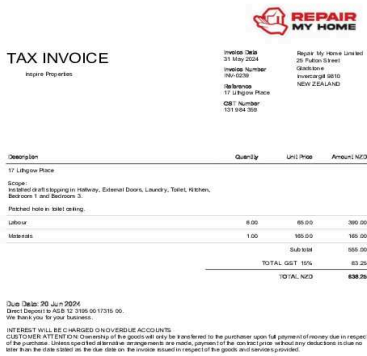 REPAIR
MY HOME
TAX INVOICE
Inspire Properties
Invoice Date
31 May 2024
Invoice Number
INV-0239
Reference
17 Lithgow Place
GST Number
131 984 359
Repair My Home Limited
25 Fulton Street
Gladstone
Invercargill 9810
NEW ZEALAND
Description Quantity Unit Price Amount NZD
17 Lithgow Place
Scope:
Installed draft stopping in Hallway, External Doors, Laundry, Toilet, Kitchen,
Bedroom 1 and Bedroom 3.
Patched hole in toilet ceiling.
Labour 6.00 65.00 390.00
Materials 1.00 165.00 165.00
Subtotal 555.00
TOTAL GST 15% 83.25
TOTAL NZD 638.25
Due Date: 20 Jun 2024
Direct Deposit to ASB 12 3195 0017315 00.
We thank you for your business.
INTEREST WILL BE CHARGED ON OVERDUE ACCOUNTS
CUSTOMER ATTENTION: Ownership of the goods will only be transferred to the purchaser upon full payment of money due in respect
of the purchase. Unless specified alternative arrangements are made, payment of the contract price without any deductions is due no
later than the date stated as the due date on the invoice issued in respect of the goods and services provided.